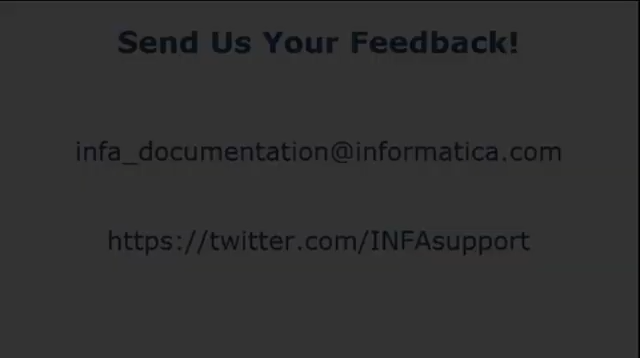 Send Us Your Feedback!
infa_documentation@informatica.com
https://twitter.com/INFAsupport